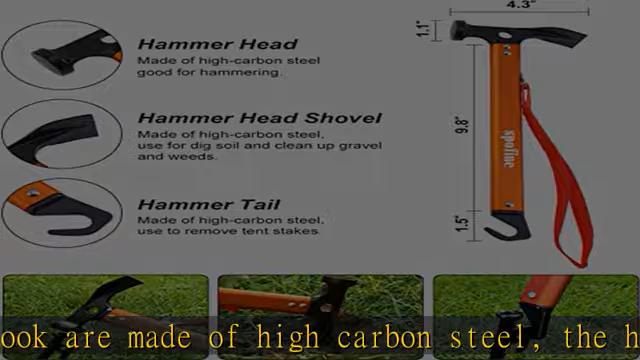 4.3"
1.1"
Hammer Head
Made of high-carbon steel
good for hammering.
Hammer Head Shovel
Made of high-carbon steel,
use for dig soil and clean up gravel
and weeds.
9.8"
spoline
Hammer Tail
Made of high-carbon steel,
use to remove tent stakes.
1.5"
ook are made of high carbon steel, the h